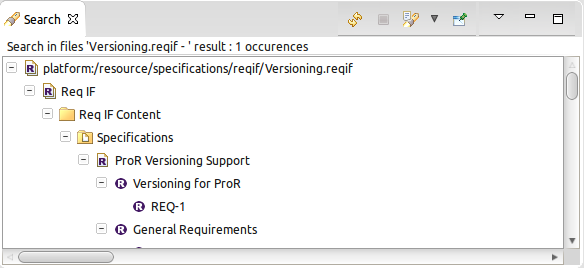 Search
Search in files 'Versioning.reqif - ' result : 1 occurences
platform:/resource/specifications/reqif/Versioning.reqif
Req IF
Req IF Content
Specifications
ProR Versioning Support
Versioning for ProR
REQ-1
General Requirements